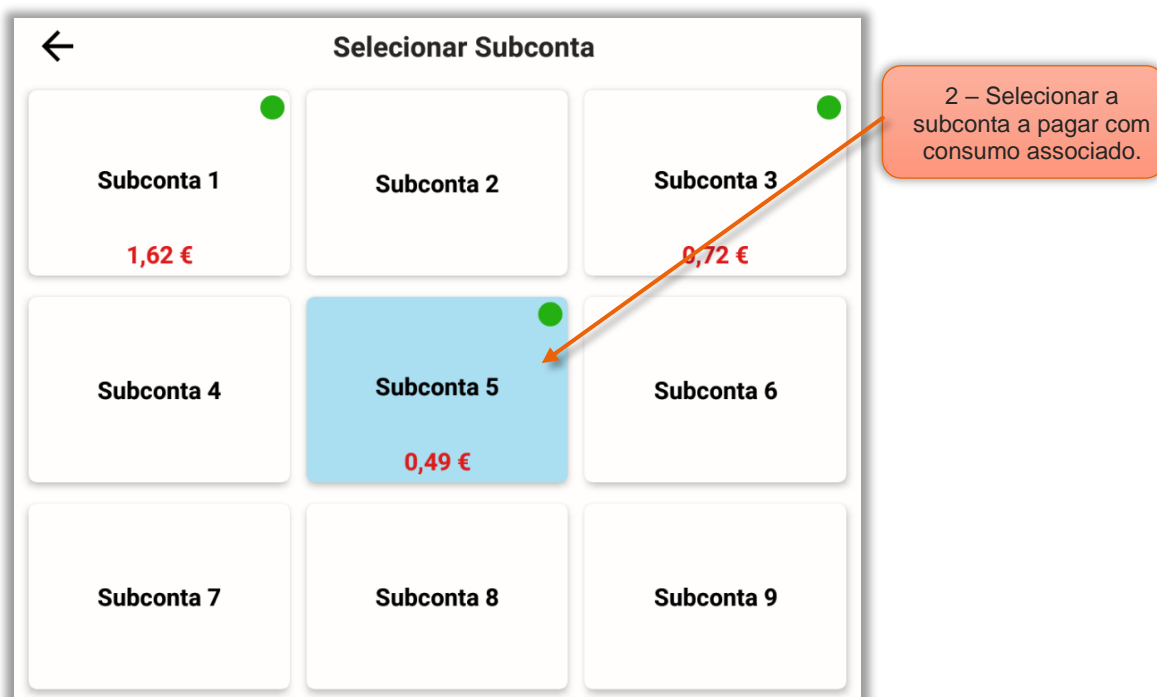 Selecionar Subconta
2 – Selecionar a
subconta a pagar com
consumo associado.
Subconta 1
Subconta 2
Subconta 3
1,62 €
0,72 €
Subconta 4
Subconta 5
Subconta 6
0,49 €
Subconta 7
Subconta 8
Subconta 9